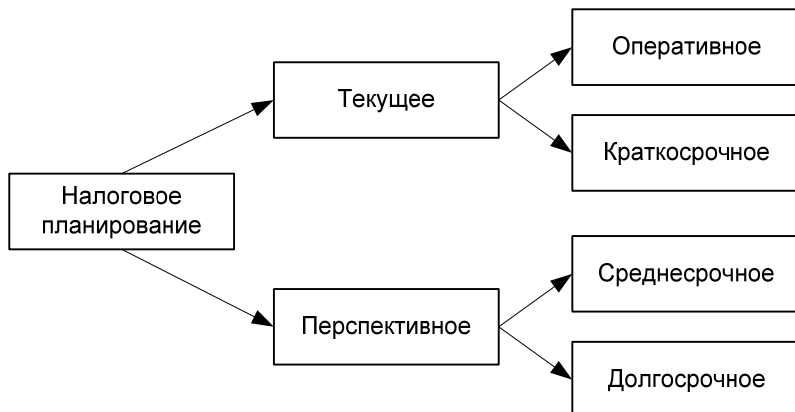 Налоговое
планирование
Текущее
Оперативное
Краткосрочное
Перспективное
Среднесрочное
Долгосрочное